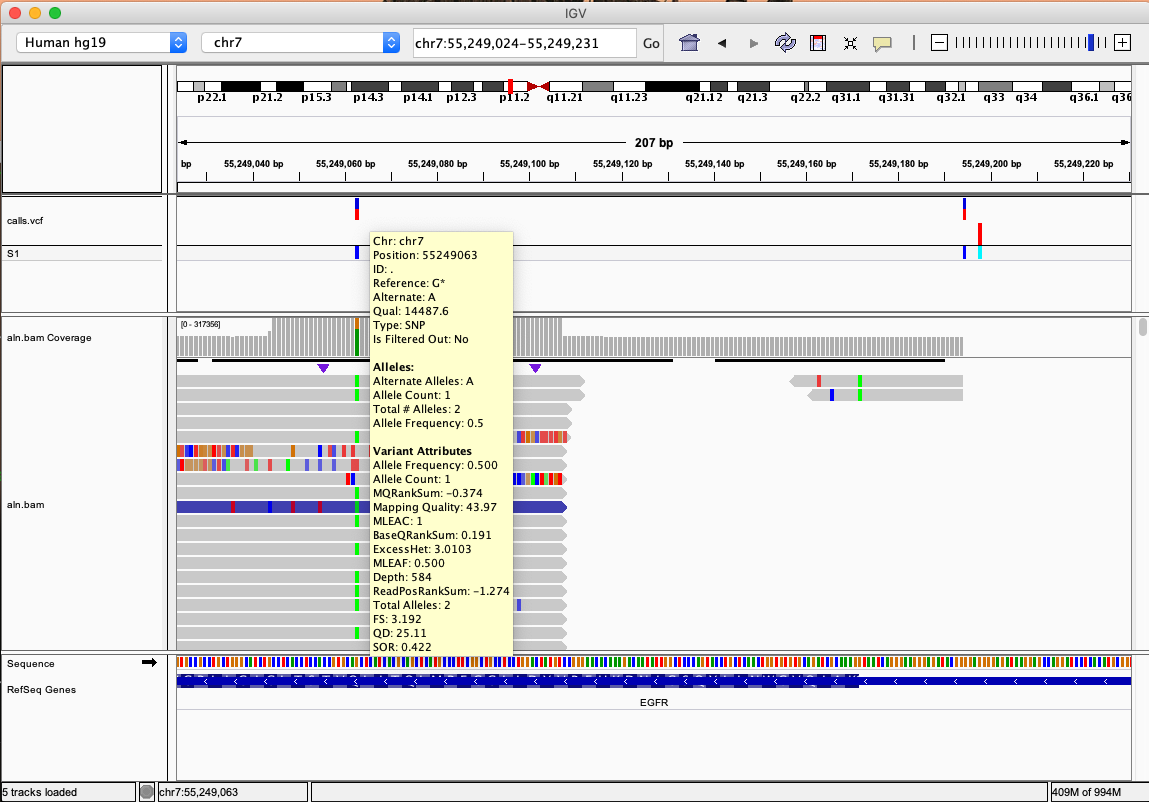 IGV
Human hg19
chr7
chr7:55,249,024-55,249,231
Go
p22.1 p21.2 p15.3 p14.3 p14.1 p12.3 p11.2 q11.21 q11.23 q21.12 q21.3 q22.2 q31.1 q31.31 q32.1 q33 q34 q36.1 q36
207 bp
bp 55,249,040 bp 55,249,060 bp 55,249,080 bp 55,249,100 bp 55,249,120 bp 55,249,140 bp 55,249,160 bp 55,249,180 bp 55,249,200 bp 55,249,220 bp
calls.vcf
S1
Chr: chr7
Position: 55249063
ID: .
Reference: G*
Alternate: A
Qual: 14487.6
Type: SNP
Is Filtered Out: No
Alleles:
Alternate Alleles: A
Allele Count: 1
Total # Alleles: 2
Allele Frequency: 0.5
Variant Attributes
Allele Frequency: 0.500
Allele Count: 1
MQRankSum: -0.374
Mapping Quality: 43.97
MLEAC: 1
BaseQRankSum: 0.191
ExcessHet: 3.0103
MLEAF: 0.500
Depth: 584
ReadPosRankSum: -1.274
Total Alleles: 2
FS: 3.192
QD: 25.11
SOR: 0.422
[0 - 317356]
aln.bam Coverage
aln.bam
Sequence
RefSeq Genes
EGFR
5 tracks loaded
chr7:55,249,063
409M of 994M